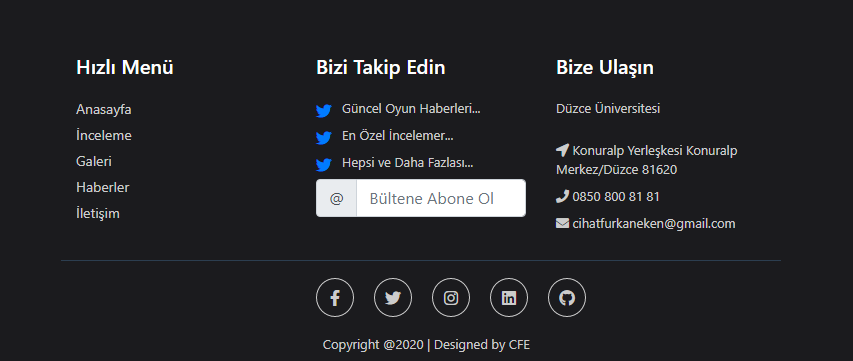 Hızlı Menü
Anasayfa
İnceleme
Galeri
Haberler
İletişim
Bizi Takip Edin
Güncel Oyun Haberleri...
En Özel İncelemer...
Hepsi ve Daha Fazlası...
@ Bültene Abone Ol
Bize Ulaşın
Düzce Üniversitesi
Konuralp Yerleşkesi Konuralp
Merkez/Düzce 81620
0850 800 81 81
cihatfurkaneken@gmail.com
Copyright @2020 | Designed by CFE